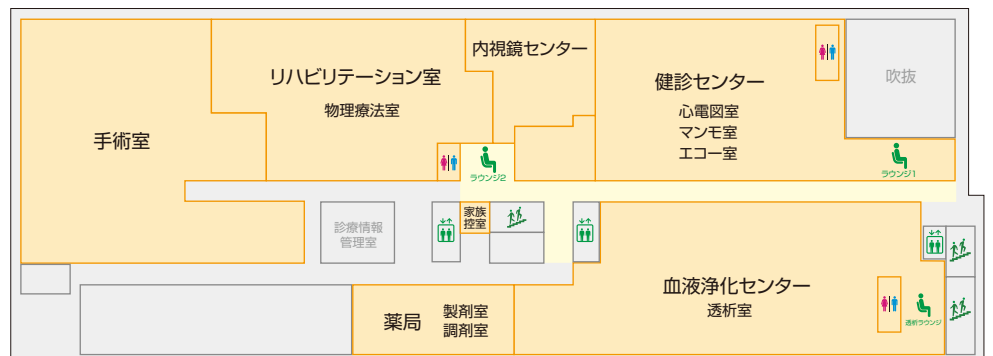 内視鏡センター
リハビリテーション室
物理療法室
健診センター
心電図室
マンモ室
エコー室
吹抜
手術室
ラウンジ2
ラウンジ1
家族
控室
診療情報
管理室
血液浄化センター
透析室
透析ラウンジ
薬局
製剤室
調剤室